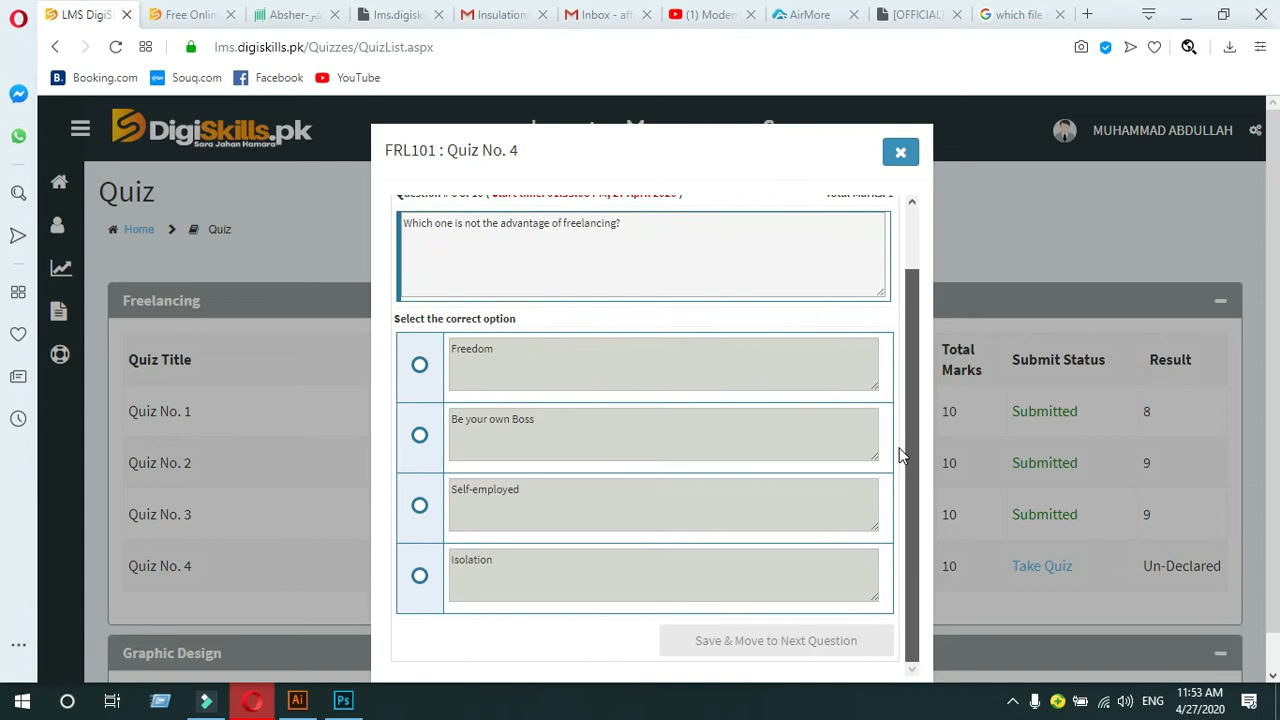 LMS Digi
Free Onlin
Absher-أبشر
lms.digiski
Insulation/
Inbox - aff
(1) Modern
AirMore
[OFFICIAL]
which file
lms.digiskills.pk/Quizzes/QuizList.aspx
Booking.com
Souq.com
Facebook
YouTube
DigiSkills.pk
Sara Jahan Hamara
MUHAMMAD ABDULLAH
FRL101 : Quiz No. 4
Quiz
Home
Quiz
Which one is not the advantage of freelancing?
Select the correct option
Freedom
Be your own Boss
Self-employed
Isolation
Save & Move to Next Question
Freelancing
Quiz Title
Total Marks
Submit Status
Result
Quiz No. 1
10
Submitted
8
Quiz No. 2
10
Submitted
9
Quiz No. 3
10
Submitted
9
Quiz No. 4
10
Take Quiz
Un-Declared
Graphic Design
Ai
Ps
ENG
11:53 AM
4/27/2020